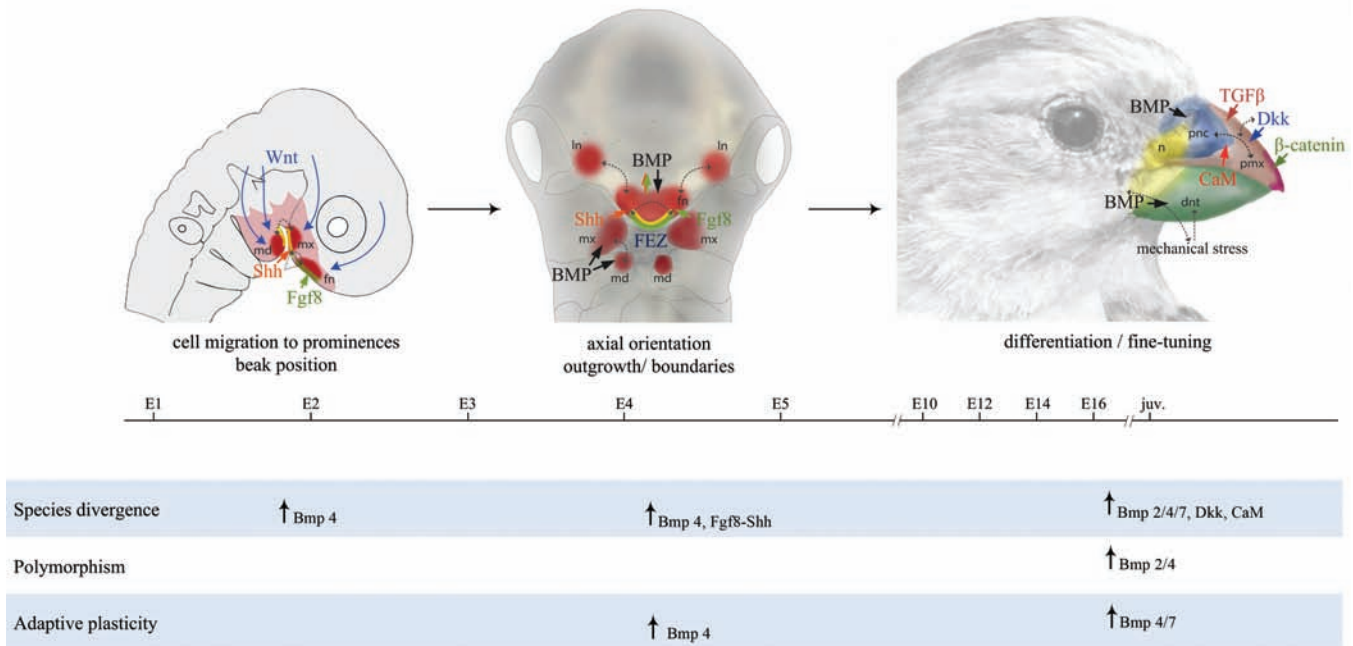 Wnt
md
mx
Shh
fn
Fgf8
cell migration to prominences
beak position
ln
ln
BMP
fn
Shh
Fgf8
mx
FEZ
mx
BMP
md
md
axial orientation
outgrowth/ boundaries
BMP
TGFβ
Dkk
pnc
n
β-catenin
pmx
CaM
BMP
dnt
mechanical stress
differentiation / fine-tuning
E1 E2 E3 E4 E5 E10 E12 E14 E16 juv.
Species divergence Bmp 4 Bmp 4, Fgf8-Shh Bmp 2/4/7, Dkk, CaM
Polymorphism Bmp 2/4
Adaptive plasticity Bmp 4 Bmp 4/7